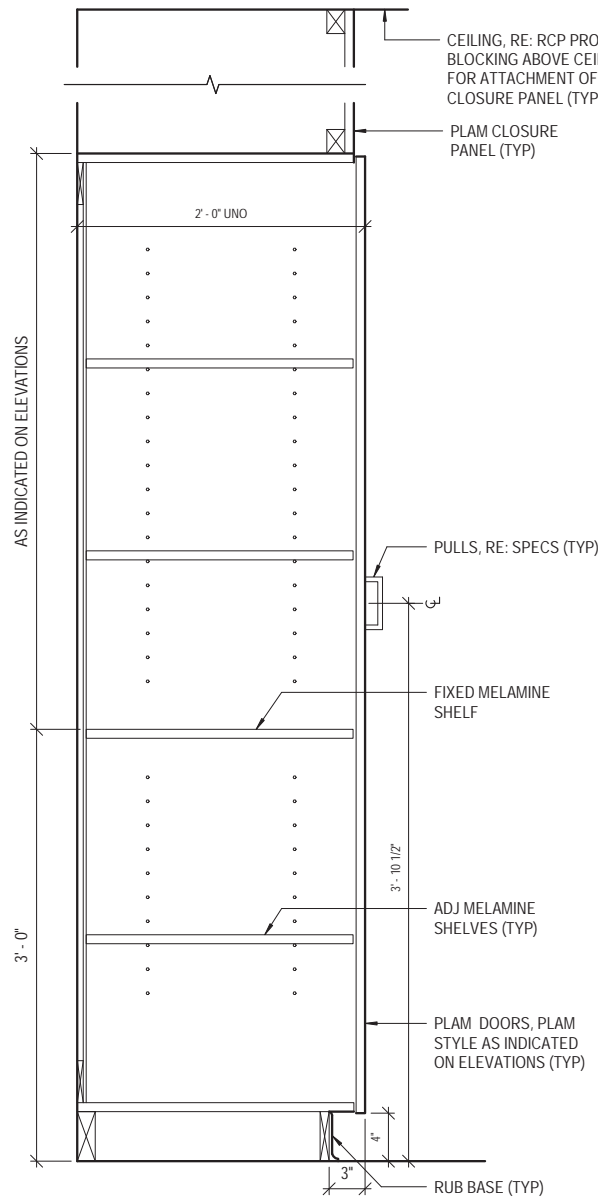 CEILING, RE: RCP PRO
BLOCKING ABOVE CEI
FOR ATTACHMENT OF
CLOSURE PANEL (TYP
PLAM CLOSURE
PANEL (TYP)
2' - 0" UNO
AS INDICATED ON ELEVATIONS
PULLS, RE: SPECS (TYP)
CL
FIXED MELAMINE
SHELF
3' - 10 1/2"
ADJ MELAMINE
SHELVES (TYP)
3' - 0"
PLAM DOORS, PLAM
STYLE AS INDICATED
ON ELEVATIONS (TYP)
4"
3"
RUB BASE (TYP)